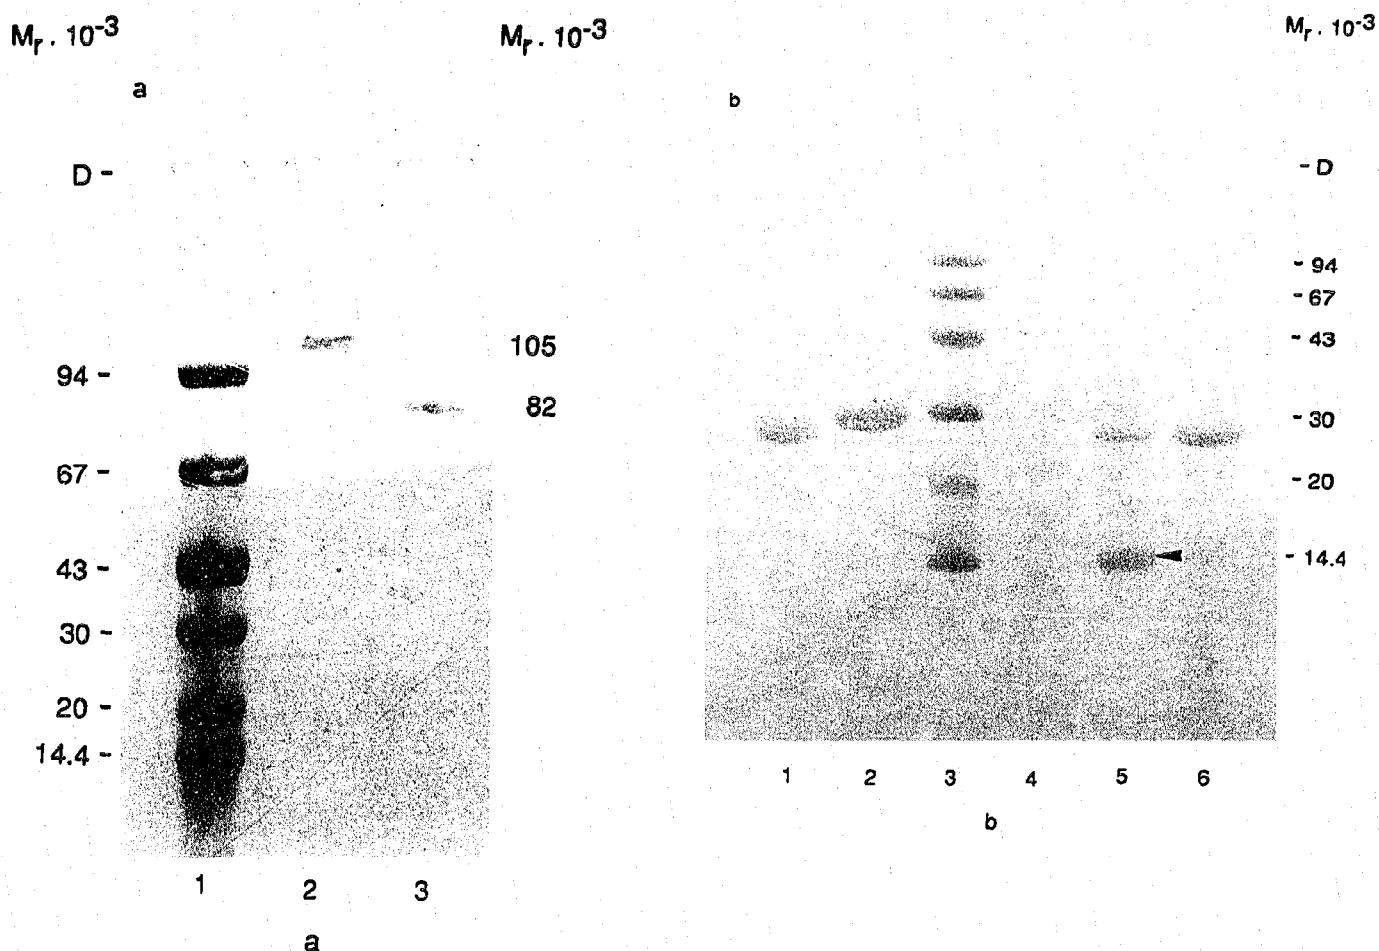 Mr . 10-3
a
D -
94 -
67 -
43 -
30 -
20 -
14.4 -
1 2 3
a
Mr . 10-3
105
82
b
Mr . 10-3
- D
- 94
- 67
- 43
- 30
- 20
- 14.4
1 2 3 4 5 6
b